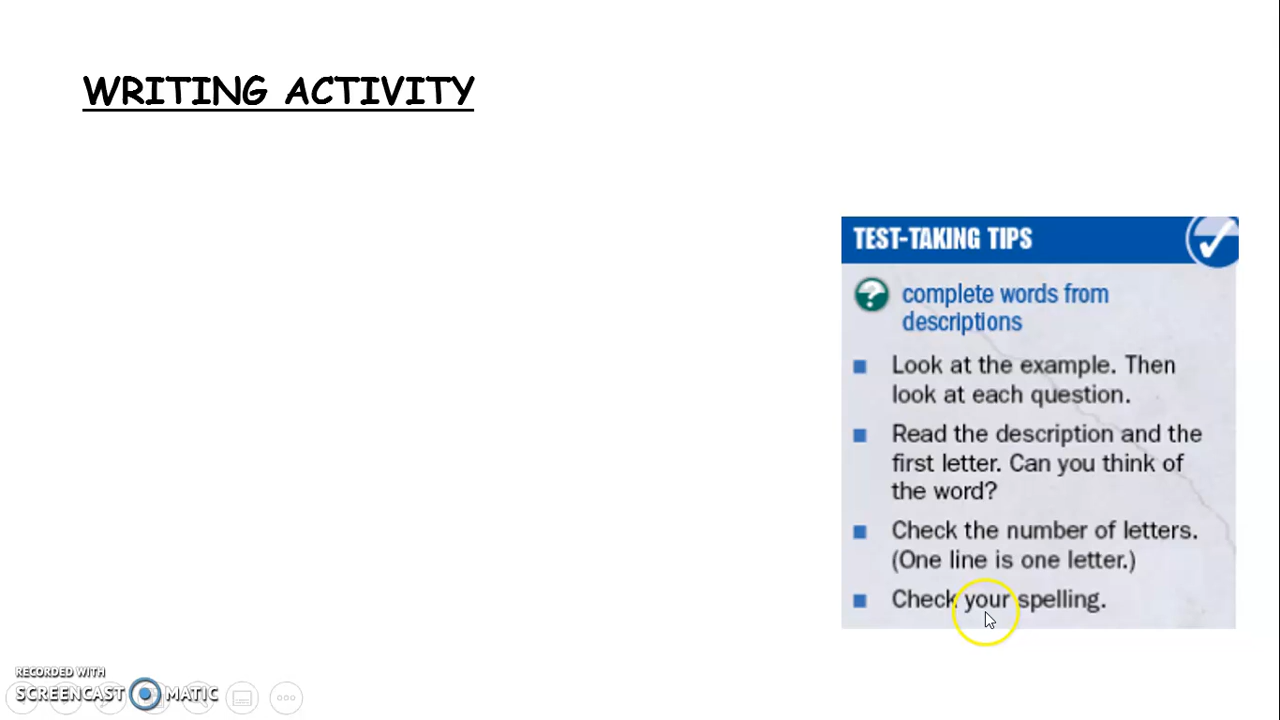 WRITING ACTIVITY
TEST-TAKING TIPS
complete words from
descriptions
Look at the example. Then
look at each question.
Read the description and the
first letter. Can you think of
the word?
Check the number of letters.
(One line is one letter.)
Check your spelling.
RECORDED WITH
SCREENCAST MATIC